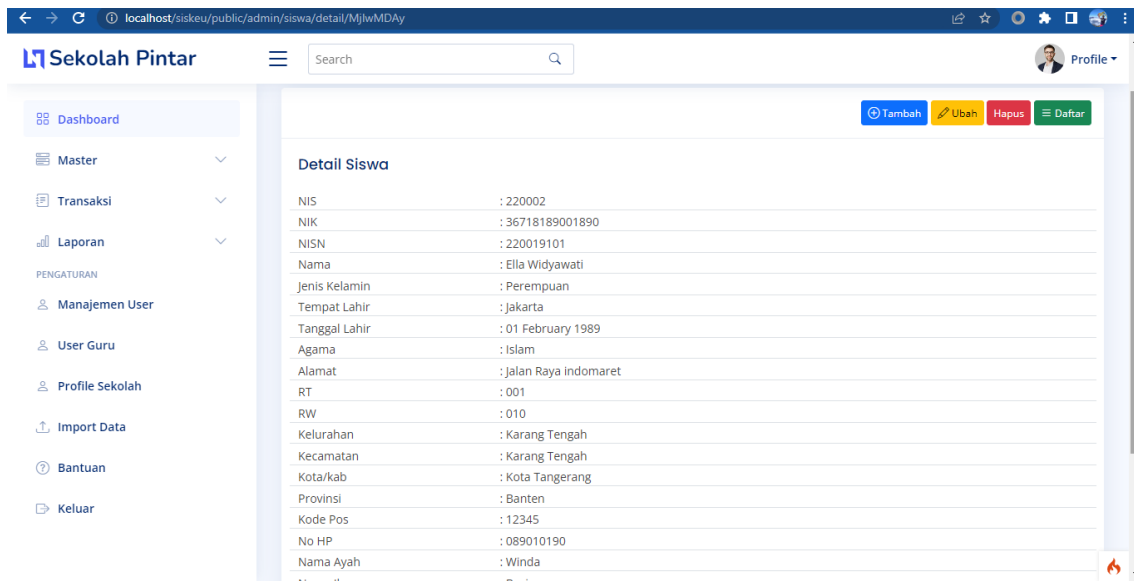 localhost/siskeu/public/admin/siswa/detail/MjIwMDAy
Sekolah Pintar
Search
Profile
Tambah Ubah Hapus Daftar
Dashboard
Master
Transaksi
Laporan
PENGATURAN
Manajemen User
User Guru
Profile Sekolah
Import Data
Bantuan
Keluar
Detail Siswa
NIS : 220002
NIK : 36718189001890
NISN : 220019101
Nama : Ella Widyawati
Jenis Kelamin : Perempuan
Tempat Lahir : Jakarta
Tanggal Lahir : 01 February 1989
Agama : Islam
Alamat : Jalan Raya indomaret
RT : 001
RW : 010
Kelurahan : Karang Tengah
Kecamatan : Karang Tengah
Kota/kab : Kota Tangerang
Provinsi : Banten
Kode Pos : 12345
No HP : 089010190
Nama Ayah : Winda